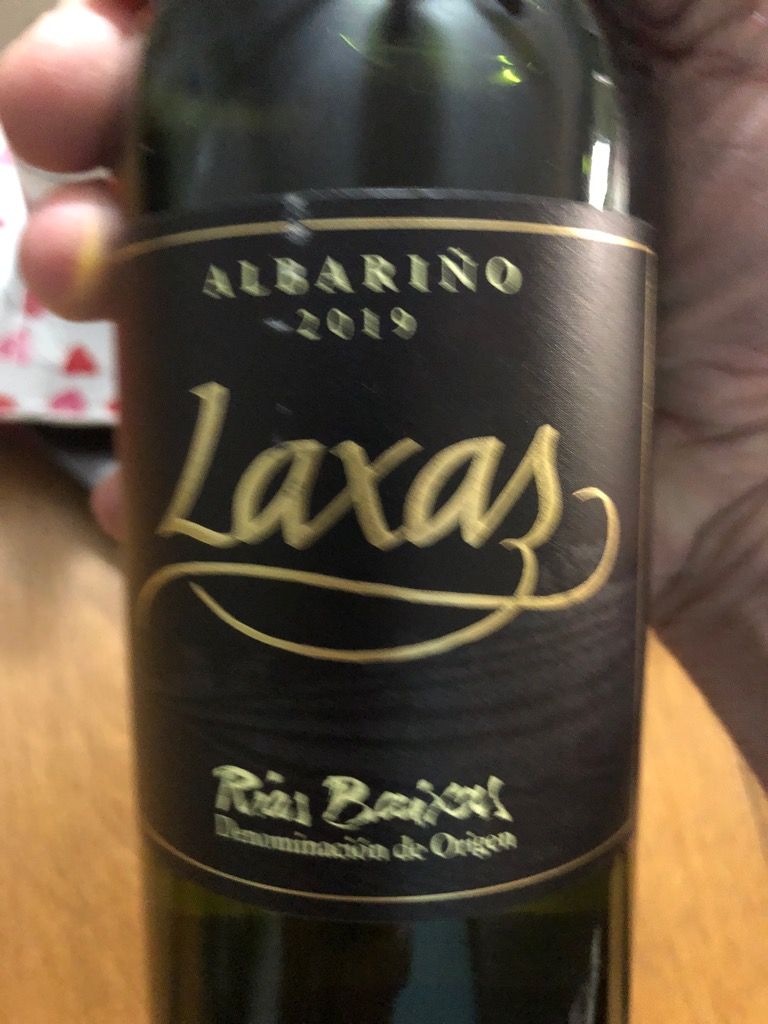 ALBARIÑO
2019
Laxas
Rías Baixas
Denominación de Origen